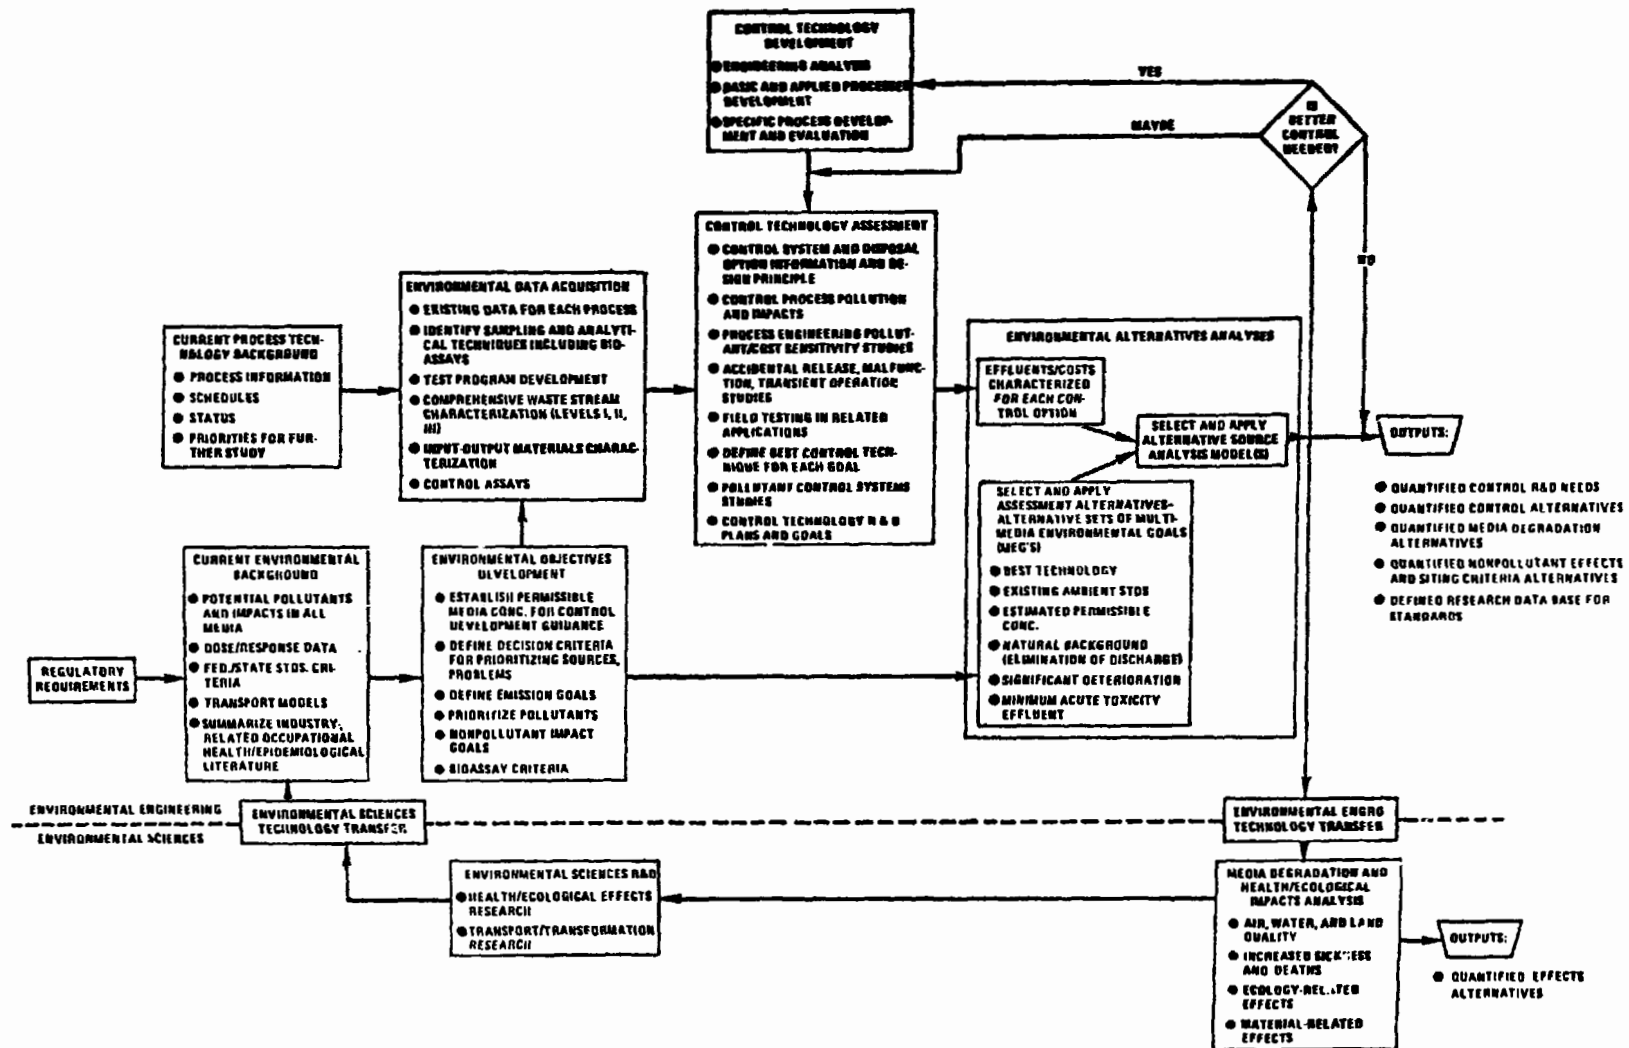 CONTROL TECHNOLOGY
DEVELOPMENT
● ENGINEERING ANALYSIS
● BASIC AND APPLIED PROCESSES
DEVELOPMENT
● SPECIFIC PROCESS DEVELOP-
MENT AND EVALUATION
YES
MAYBE
IS
BETTER
CONTROL
NEEDED?
NO
CONTROL TECHNOLOGY ASSESSMENT
● CONTROL SYSTEM AND DISPOSAL
OPTION INFORMATION AND DE-
SIGN PRINCIPLE
● CONTROL PROCESS POLLUTION
AND IMPACTS
● PROCESS ENGINEERING POLLUT-
ANT/COST SENSITIVITY STUDIES
● ACCIDENTAL RELEASE, MALFUNC-
TION, TRANSIENT OPERATION
STUDIES
● FIELD TESTING IN RELATED
APPLICATIONS
● DEFINE BEST CONTROL TECH-
NIQUE FOR EACH GOAL
● POLLUTANT CONTROL SYSTEMS
STUDIES
● CONTROL TECHNOLOGY R & D
PLANS AND GOALS
ENVIRONMENTAL DATA ACQUISITION
● EXISTING DATA FOR EACH PROCESS
● IDENTIFY SAMPLING AND ANALYTI-
CAL TECHNIQUES INCLUDING BIO-
ASSAYS
● TEST PROGRAM DEVELOPMENT
● COMPREHENSIVE WASTE STREAM
CHARACTERIZATION (LEVELS I, II,
III)
● INPUT-OUTPUT MATERIALS CHARAC-
TERIZATION
● CONTROL ASSAYS
CURRENT PROCESS TECH-
NOLOGY BACKGROUND
● PROCESS INFORMATION
● SCHEDULES
● STATUS
● PRIORITIES FOR FUR-
THER STUDY
ENVIRONMENTAL ALTERNATIVES ANALYSES
EFFLUENTS/COSTS
CHARACTERIZED
FOR EACH CON-
TROL OPTION
SELECT AND APPLY
ALTERNATIVE SOURCE
ANALYSIS MODEL(S)
SELECT AND APPLY
ASSESSMENT ALTERNATIVES-
ALTERNATIVE SETS OF MULTI-
MEDIA ENVIRONMENTAL GOALS
(MEG'S)
● BEST TECHNOLOGY
● EXISTING AMBIENT STDS
● ESTIMATED PERMISSIBLE
CONC.
● NATURAL BACKGROUND
(ELIMINATION OF DISCHARGE)
● SIGNIFICANT DETERIORATION
● MINIMUM ACUTE TOXICITY
EFFLUENT
OUTPUTS:
● QUANTIFIED CONTROL R&D NEEDS
● QUANTIFIED CONTROL ALTERNATIVES
● QUANTIFIED MEDIA DEGRADATION
ALTERNATIVES
● QUANTIFIED NONPOLLUTANT EFFECTS
AND SITING CRITERIA ALTERNATIVES
● DEFINED RESEARCH DATA BASE FOR
STANDARDS
REGULATORY
REQUIREMENTS
CURRENT ENVIRONMENTAL
BACKGROUND
● POTENTIAL POLLUTANTS
AND IMPACTS IN ALL
MEDIA
● DOSE/RESPONSE DATA
● FED./STATE STDS. CRI-
TERIA
● TRANSPORT MODELS
● SUMMARIZE INDUSTRY-
RELATED OCCUPATIONAL
HEALTH/EPIDEMIOLOGICAL
LITERATURE
ENVIRONMENTAL OBJECTIVES
DEVELOPMENT
● ESTABLISH PERMISSIBLE
MEDIA CONC. FOR CONTROL
DEVELOPMENT GUIDANCE
● DEFINE DECISION CRITERIA
FOR PRIORITIZING SOURCES,
PROBLEMS
● DEFINE EMISSION GOALS
● PRIORITIZE POLLUTANTS
● NONPOLLUTANT IMPACT
GOALS
● BIOASSAY CRITERIA
ENVIRONMENTAL ENGINEERING
ENVIRONMENTAL SCIENCES
ENVIRONMENTAL SCIENCES
TECHNOLOGY TRANSFER
ENVIRONMENTAL ENGRG
TECHNOLOGY TRANSFER
ENVIRONMENTAL SCIENCES R&D
● HEALTH/ECOLOGICAL EFFECTS
RESEARCH
● TRANSPORT/TRANSFORMATION
RESEARCH
MEDIA DEGRADATION AND
HEALTH/ECOLOGICAL
IMPACTS ANALYSIS
● AIR, WATER, AND LAND
QUALITY
● INCREASED SICKNESS
AND DEATHS
● ECOLOGY-RELATED
EFFECTS
● MATERIAL-RELATED
EFFECTS
OUTPUTS:
● QUANTIFIED EFFECTS
ALTERNATIVES